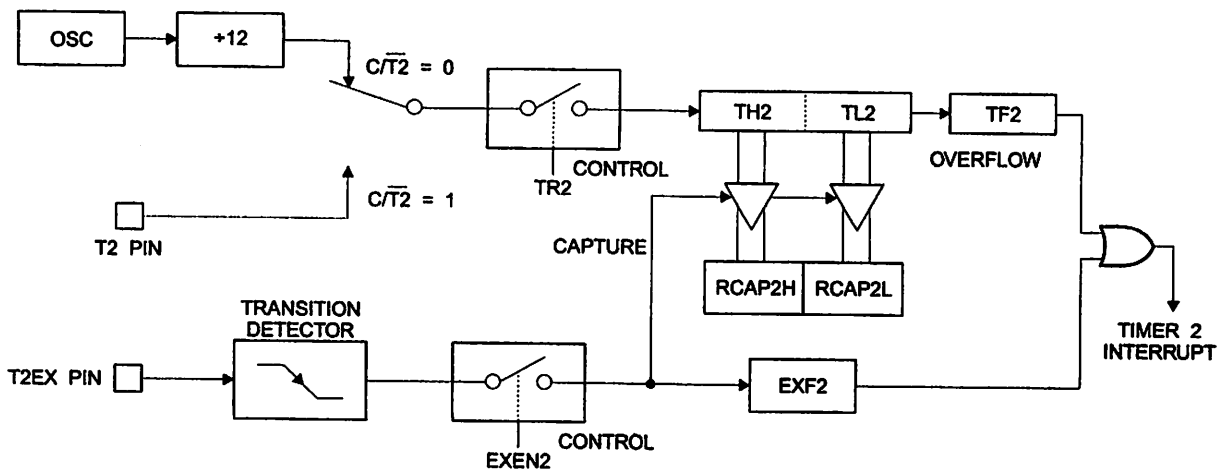 OSC
÷12
C/T2̅ = 0
TH2
TL2
TF2
OVERFLOW
CONTROL
TR2
C/T2̅ = 1
T2 PIN
CAPTURE
RCAP2H
RCAP2L
TRANSITION
DETECTOR
TIMER 2
INTERRUPT
T2EX PIN
EXF2
CONTROL
EXEN2